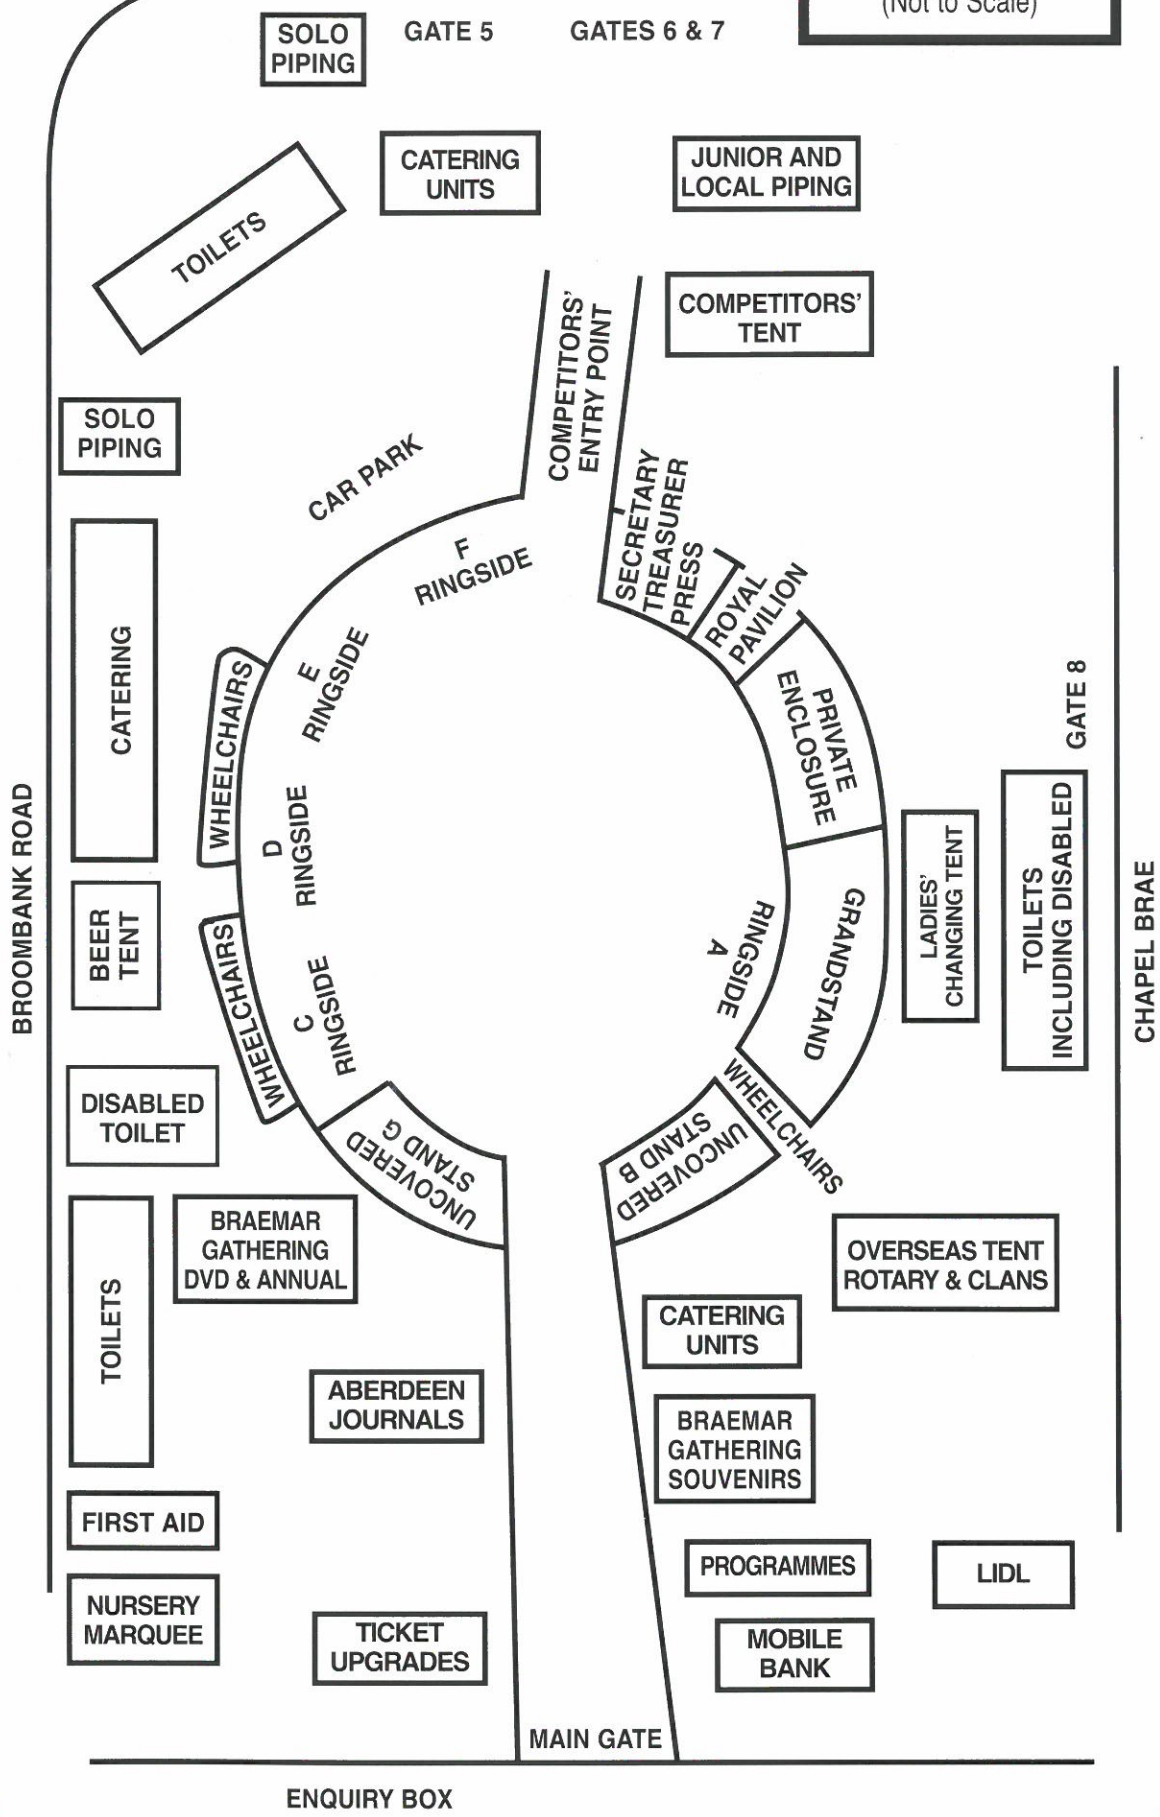 (Not to Scale)
SOLO
PIPING
GATE 5
GATES 6 & 7
CATERING
UNITS
JUNIOR AND
LOCAL PIPING
TOILETS
COMPETITORS'
ENTRY POINT
COMPETITORS'
TENT
SOLO
PIPING
CAR PARK
SECRETARY
TREASURER
PRESS
ROYAL
PAVILION
F
RINGSIDE
E
RINGSIDE
CATERING
WHEELCHAIRS
PRIVATE
ENCLOSURE
GATE 8
BROOMBANK ROAD
D
RINGSIDE
BEER
TENT
WHEELCHAIRS
C
RINGSIDE
RINGSIDE
A
GRANDSTAND
LADIES'
CHANGING TENT
TOILETS
INCLUDING DISABLED
CHAPEL BRAE
DISABLED
TOILET
UNCOVERED
STAND G
UNCOVERED
STAND B
WHEELCHAIRS
TOILETS
BRAEMAR
GATHERING
DVD & ANNUAL
OVERSEAS TENT
ROTARY & CLANS
CATERING
UNITS
ABERDEEN
JOURNALS
BRAEMAR
GATHERING
SOUVENIRS
FIRST AID
PROGRAMMES
LIDL
NURSERY
MARQUEE
TICKET
UPGRADES
MOBILE
BANK
MAIN GATE
ENQUIRY BOX